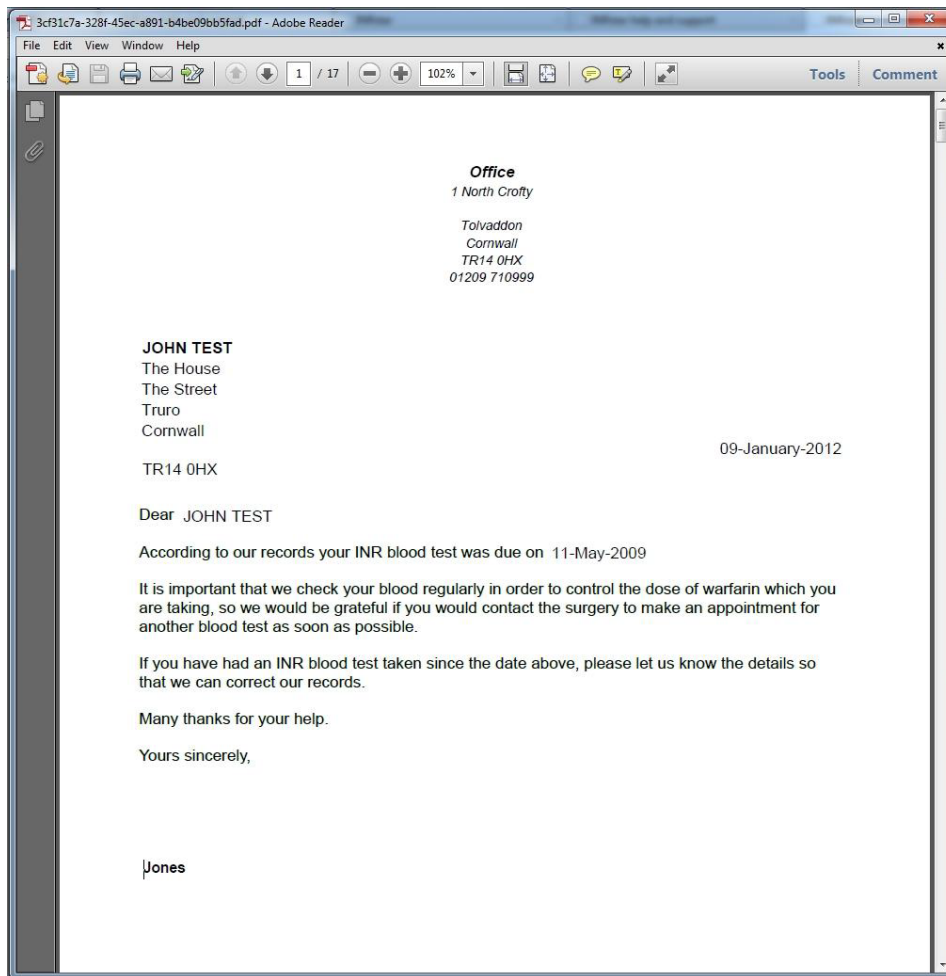 3cf31c7a-328f-45ec-a891-b4be09bb5fad.pdf - Adobe Reader
File Edit View Window Help
1 / 17 102% Tools Comment
Office
1 North Crofty
Tolvaddon
Cornwall
TR14 0HX
01209 710999
JOHN TEST
The House
The Street
Truro
Cornwall
09-January-2012
TR14 0HX
Dear JOHN TEST
According to our records your INR blood test was due on 11-May-2009
It is important that we check your blood regularly in order to control the dose of warfarin which you
are taking, so we would be grateful if you would contact the surgery to make an appointment for
another blood test as soon as possible.
If you have had an INR blood test taken since the date above, please let us know the details so
that we can correct our records.
Many thanks for your help.
Yours sincerely,
Jones